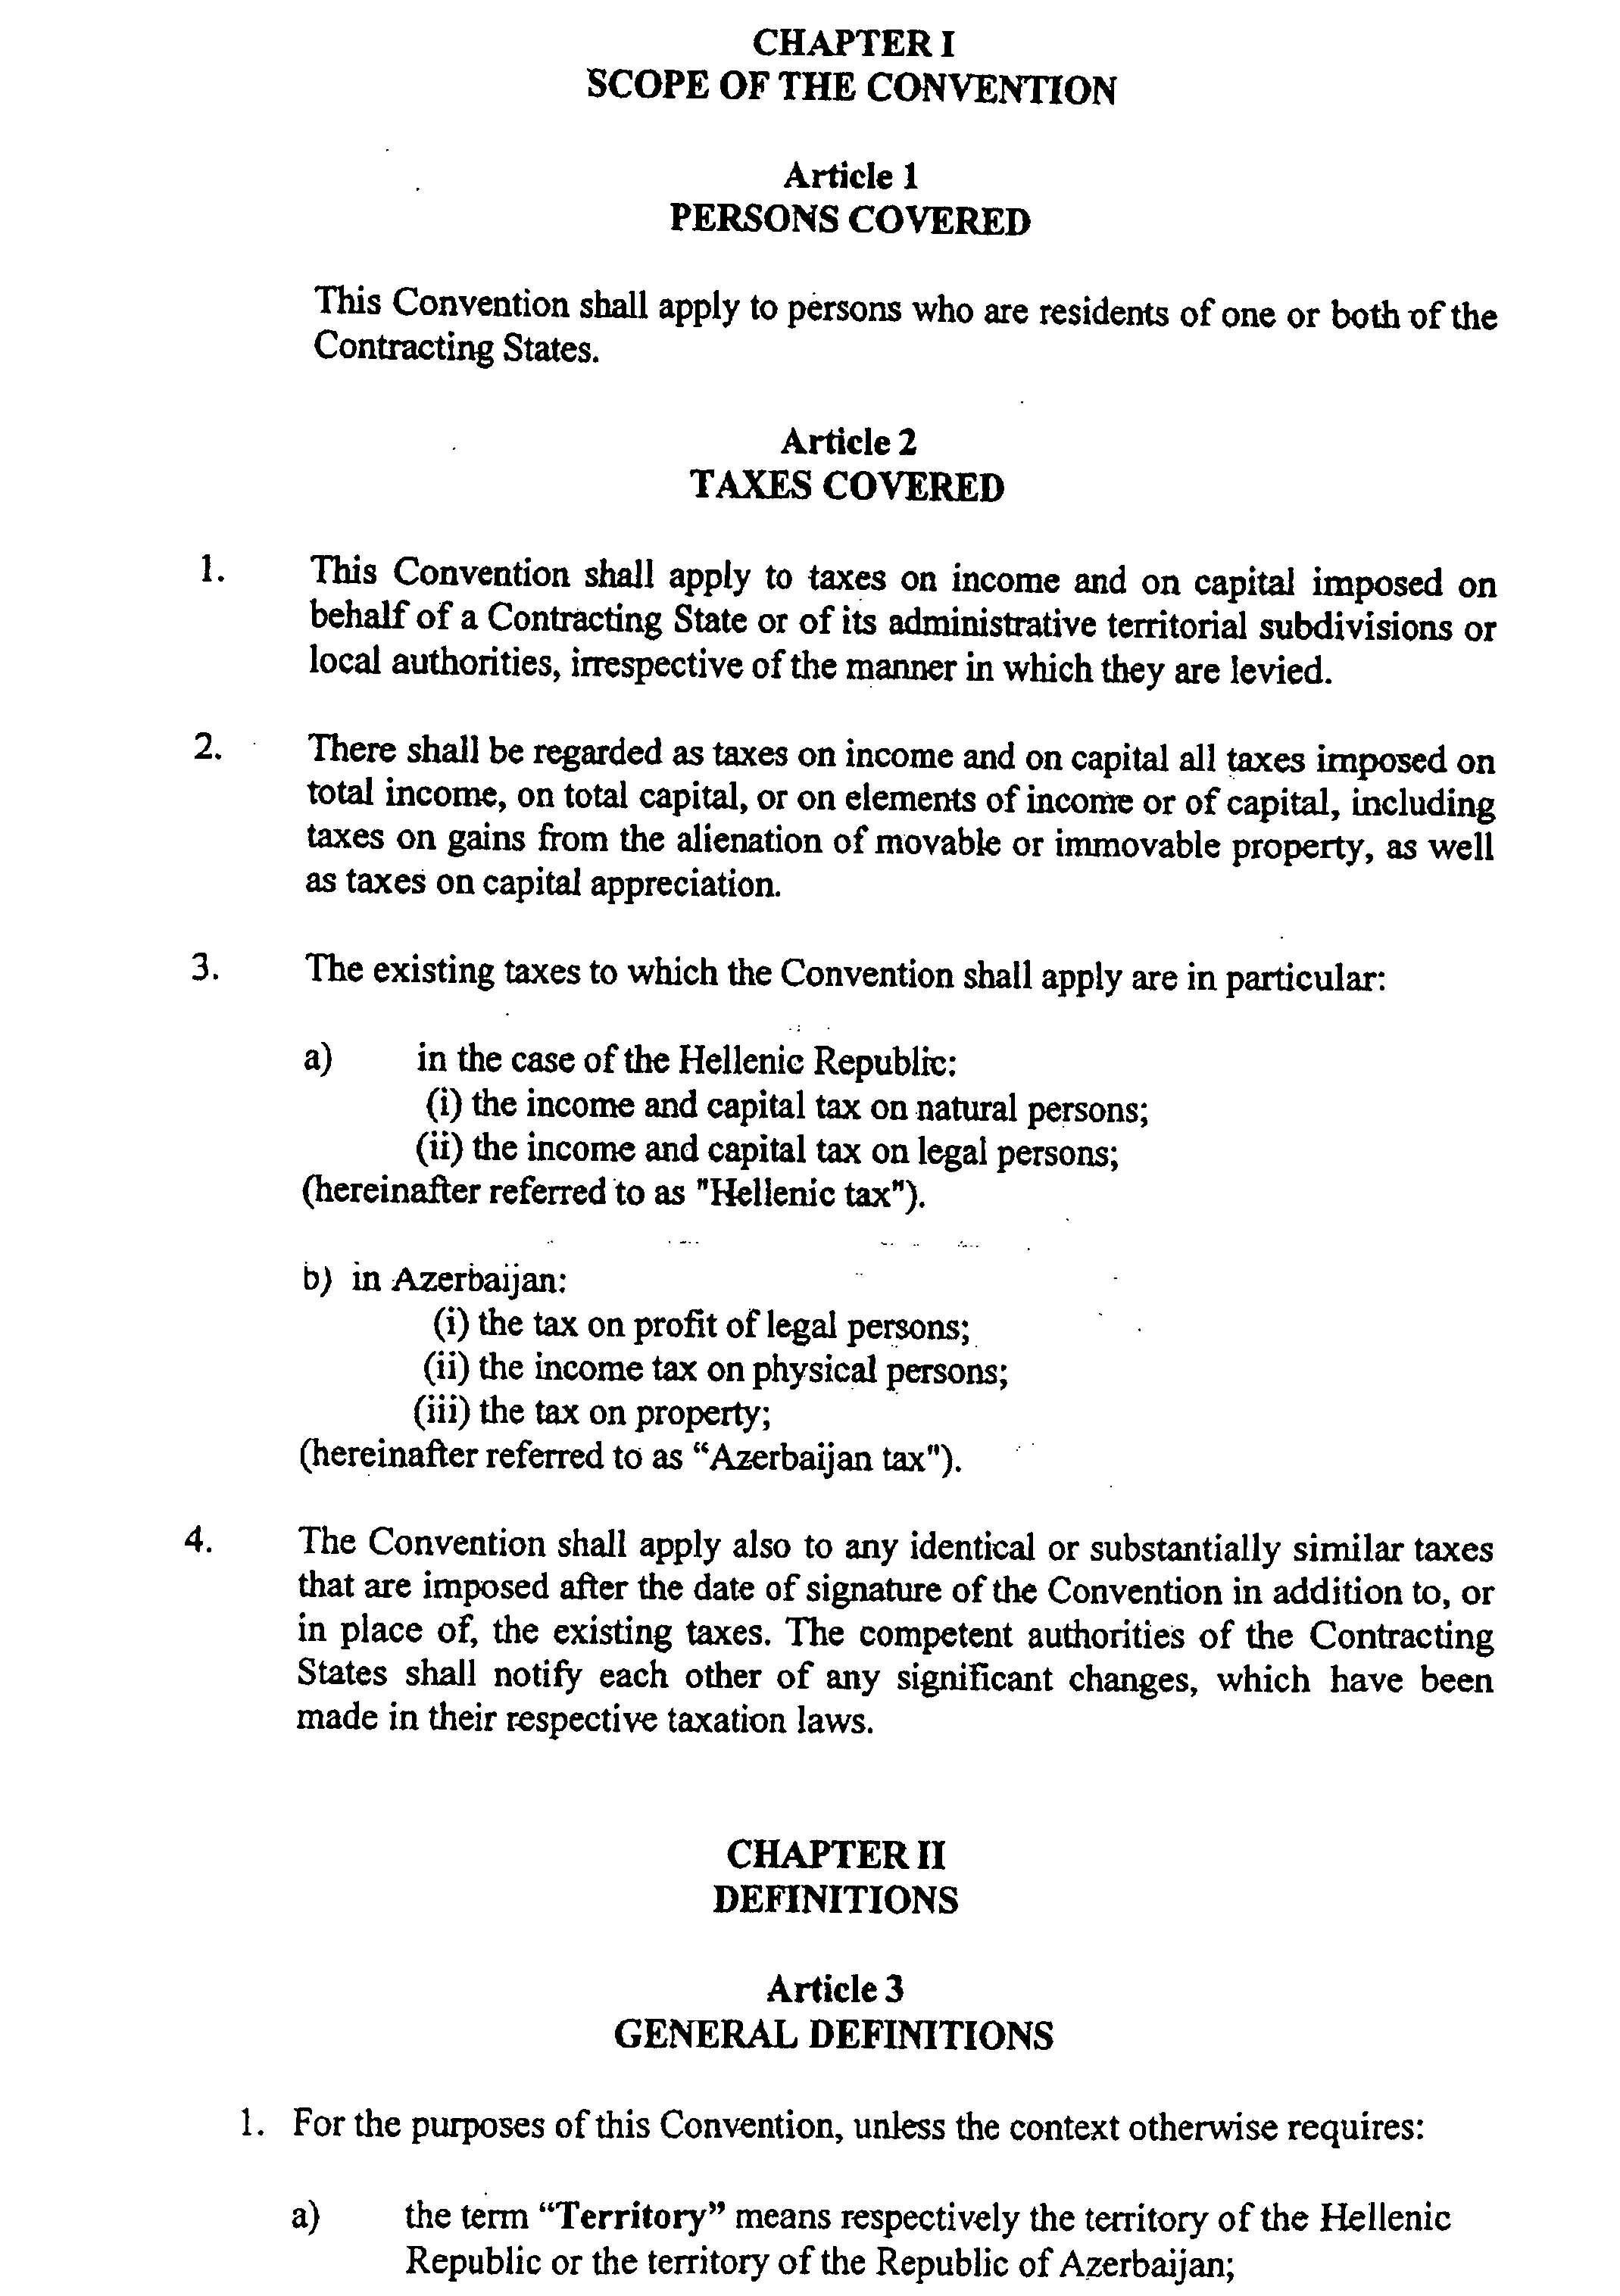 CHAPTER I
SCOPE OF THE CONVENTION
Article 1
PERSONS COVERED
This Convention shall apply to persons who are residents of one or both of the
Contracting States.
Article 2
TAXES COVERED
1. This Convention shall apply to taxes on income and on capital imposed on
behalf of a Contracting State or of its administrative territorial subdivisions or
local authorities, irrespective of the manner in which they are levied.
2. There shall be regarded as taxes on income and on capital all taxes imposed on
total income, on total capital, or on elements of income or of capital, including
taxes on gains from the alienation of movable or immovable property, as well
as taxes on capital appreciation.
3. The existing taxes to which the Convention shall apply are in particular:
a) in the case of the Hellenic Republic:
(i) the income and capital tax on natural persons;
(ii) the income and capital tax on legal persons;
(hereinafter referred to as "Hellenic tax").
b) in Azerbaijan:
(i) the tax on profit of legal persons;
(ii) the income tax on physical persons;
(iii) the tax on property;
(hereinafter referred to as “Azerbaijan tax").
4. The Convention shall apply also to any identical or substantially similar taxes
that are imposed after the date of signature of the Convention in addition to, or
in place of, the existing taxes. The competent authorities of the Contracting
States shall notify each other of any significant changes, which have been
made in their respective taxation laws.
CHAPTER II
DEFINITIONS
Article 3
GENERAL DEFINITIONS
1. For the purposes of this Convention, unless the context otherwise requires:
a) the term “Territory” means respectively the territory of the Hellenic
Republic or the territory of the Republic of Azerbaijan;